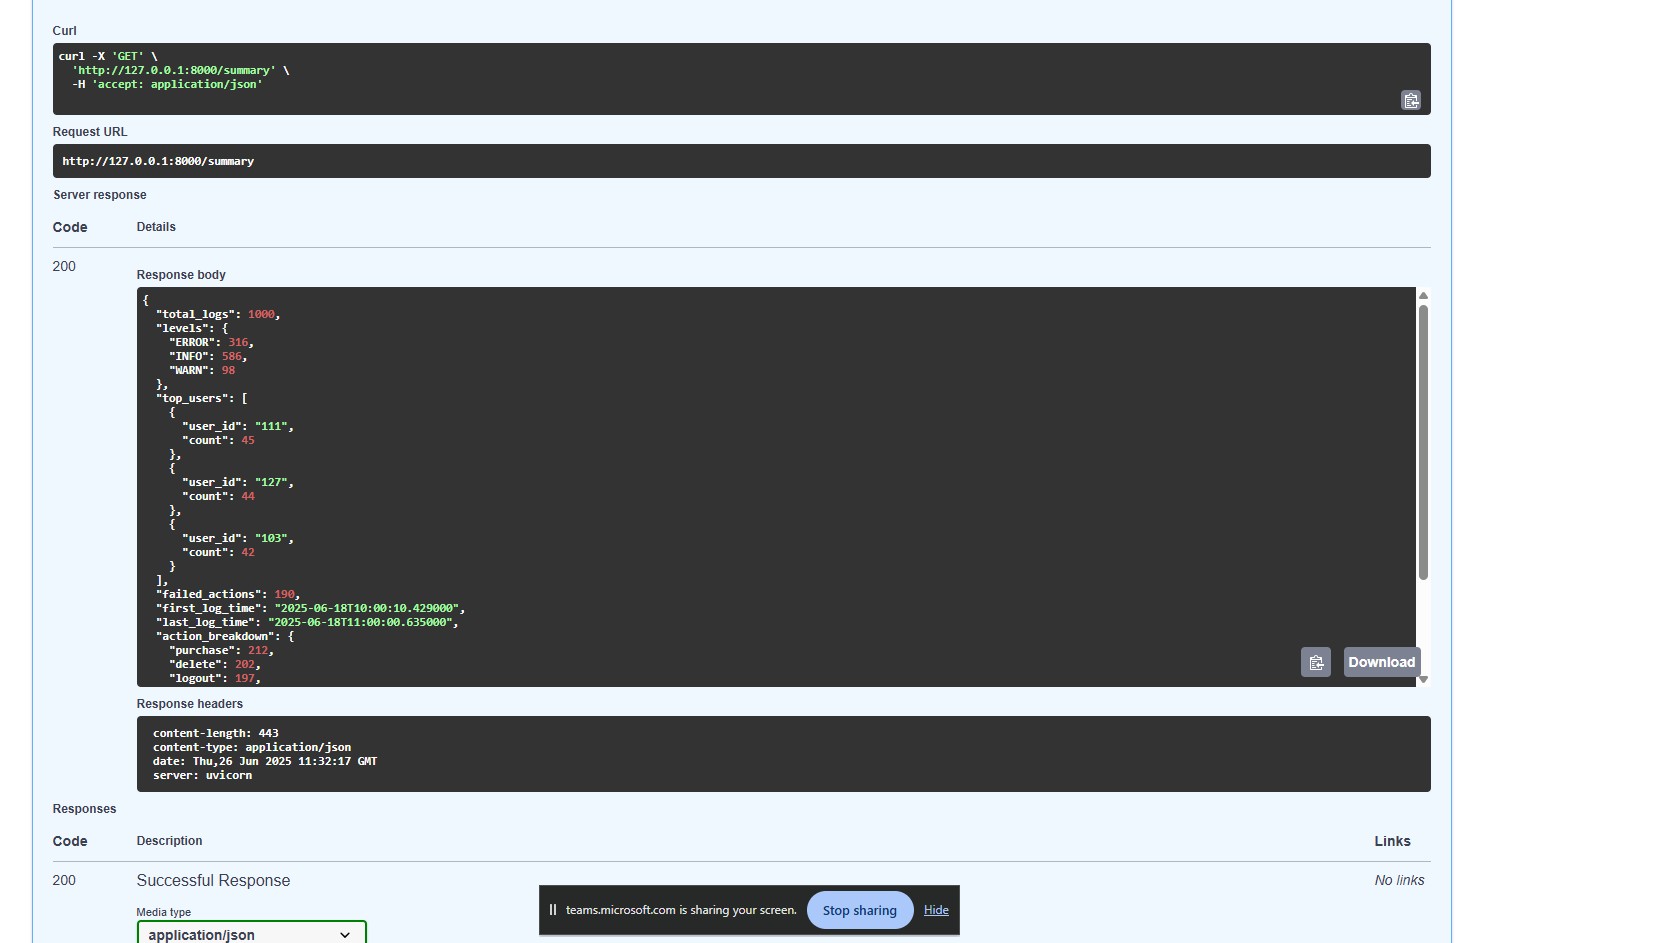 Curl
curl -X 'GET' \
  'http://127.0.0.1:8000/summary' \
  -H 'accept: application/json'
Request URL
http://127.0.0.1:8000/summary
Server response
Code Details
200
Response body
{
  "total_logs": 1000,
  "levels": {
    "ERROR": 316,
    "INFO": 586,
    "WARN": 98
  },
  "top_users": [
    {
      "user_id": "111",
      "count": 45
    },
    {
      "user_id": "127",
      "count": 44
    },
    {
      "user_id": "103",
      "count": 42
    }
  ],
  "failed_actions": 190,
  "first_log_time": "2025-06-18T10:00:10.429000",
  "last_log_time": "2025-06-18T11:00:00.635000",
  "action_breakdown": {
    "purchase": 212,
    "delete": 202,
    "logout": 197,
Download
Response headers
content-length: 443
content-type: application/json
date: Thu,26 Jun 2025 11:32:17 GMT
server: uvicorn
Responses
Code Description Links
200 Successful Response No links
Media type
application/json
teams.microsoft.com is sharing your screen. Stop sharing Hide